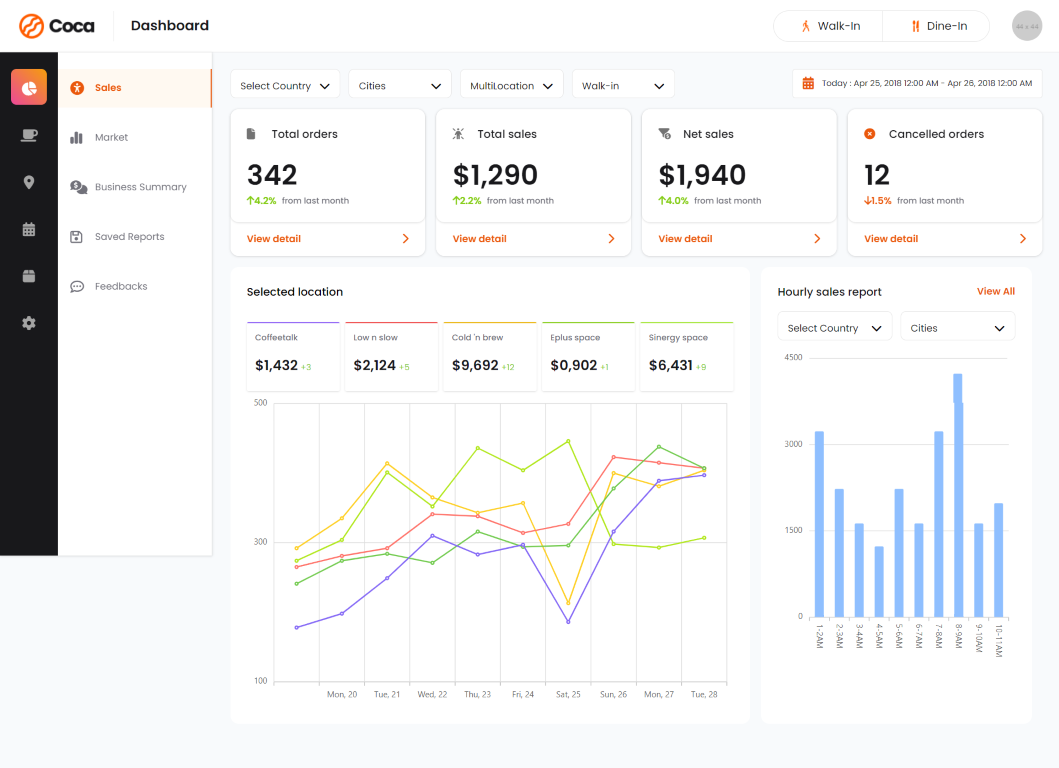 Coca
Dashboard
Walk-In
Dine-In
44 x 44
Sales
Market
Business Summary
Saved Reports
Feedbacks
Select Country
Cities
MultiLocation
Walk-in
Today : Apr 25, 2018 12:00 AM - Apr 26, 2018 12:00 AM
Total orders
342
4.2% from last month
View detail
Total sales
$1,290
2.2% from last month
View detail
Net sales
$1,940
4.0% from last month
View detail
Cancelled orders
12
1.5% from last month
View detail
Selected location
Coffeetalk
$1,432 +3
Low n slow
$2,124 +5
Cold 'n brew
$9,692 +12
Eplus space
$0,902 +1
Sinergy space
$6,431 +9
500
300
100
Mon, 20
Tue, 21
Wed, 22
Thu, 23
Fri, 24
Sat, 25
Sun, 26
Mon, 27
Tue, 28
Hourly sales report
View All
Select Country
Cities
4500
3000
1500
0
1-2AM
2-3AM
3-4AM
4-5AM
5-6AM
6-7AM
7-8AM
8-9AM
9-10AM
10-11AM